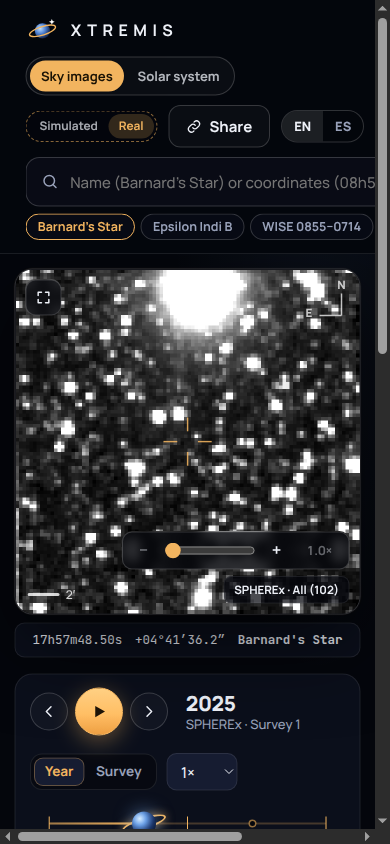 XTREMIS
Sky images Solar system
Simulated Real Share EN ES
Name (Barnard's Star) or coordinates (08h5
Barnard's Star Epsilon Indi B WISE 0855−0714
N
E
− + 1.0×
2′ SPHEREx · All (102)
17h57m48.50s +04°41′36.2″ Barnard's Star
2025
SPHEREx · Survey 1
Year Survey 1×